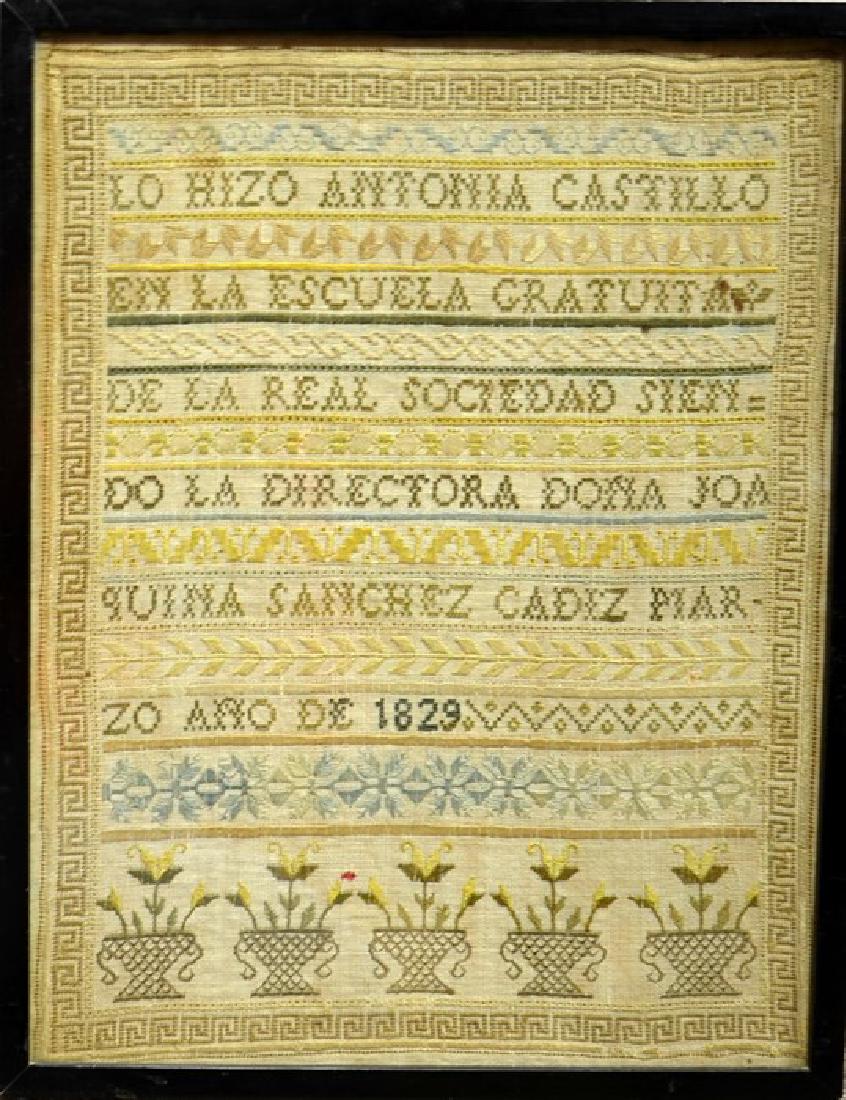 LO HIZO ANTONIA CASTILLO
EN LA ESCUELA GRATUITA
DE LA REAL SOCIEDAD SIEN=
DO LA DIRECTORA DOÑA JOA
QUINA SANCHEZ CADIZ MAR-
ZO AÑO DE 1829